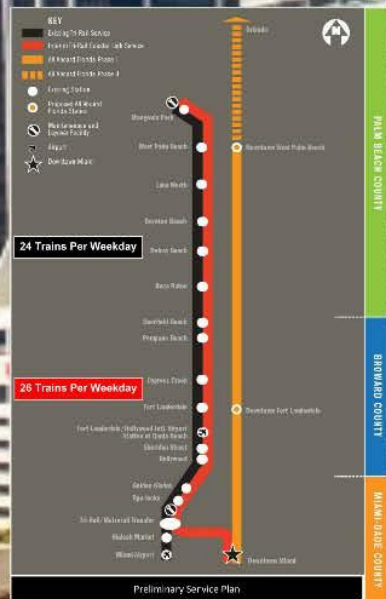 KEY
Existing Tri-Rail Service
Premium Tri-Rail Coastal Link Service
All Aboard Florida Phase I
All Aboard Florida Phase II
Existing Station
Proposed All Aboard
Florida Station
Maintenance and
Layover Facility
Airport
Downtown Miami
Orlando
N
Mangonia Park
West Palm Beach
Downtown West Palm Beach
Lake Worth
Boynton Beach
24 Trains Per Weekday
Delray Beach
Boca Raton
Deerfield Beach
Pompano Beach
Cypress Creek
26 Trains Per Weekday
Fort Lauderdale
Downtown Fort Lauderdale
Fort Lauderdale/Hollywood Intl. Airport
Station at Dania Beach
Sheridan Street
Hollywood
Golden Glades
Opa-locka
Tri-Rail/Metrorail Transfer
Hialeah Market
Miami Airport
Downtown Miami
PALM BEACH COUNTY
BROWARD COUNTY
MIAMI-DADE COUNTY
Preliminary Service Plan